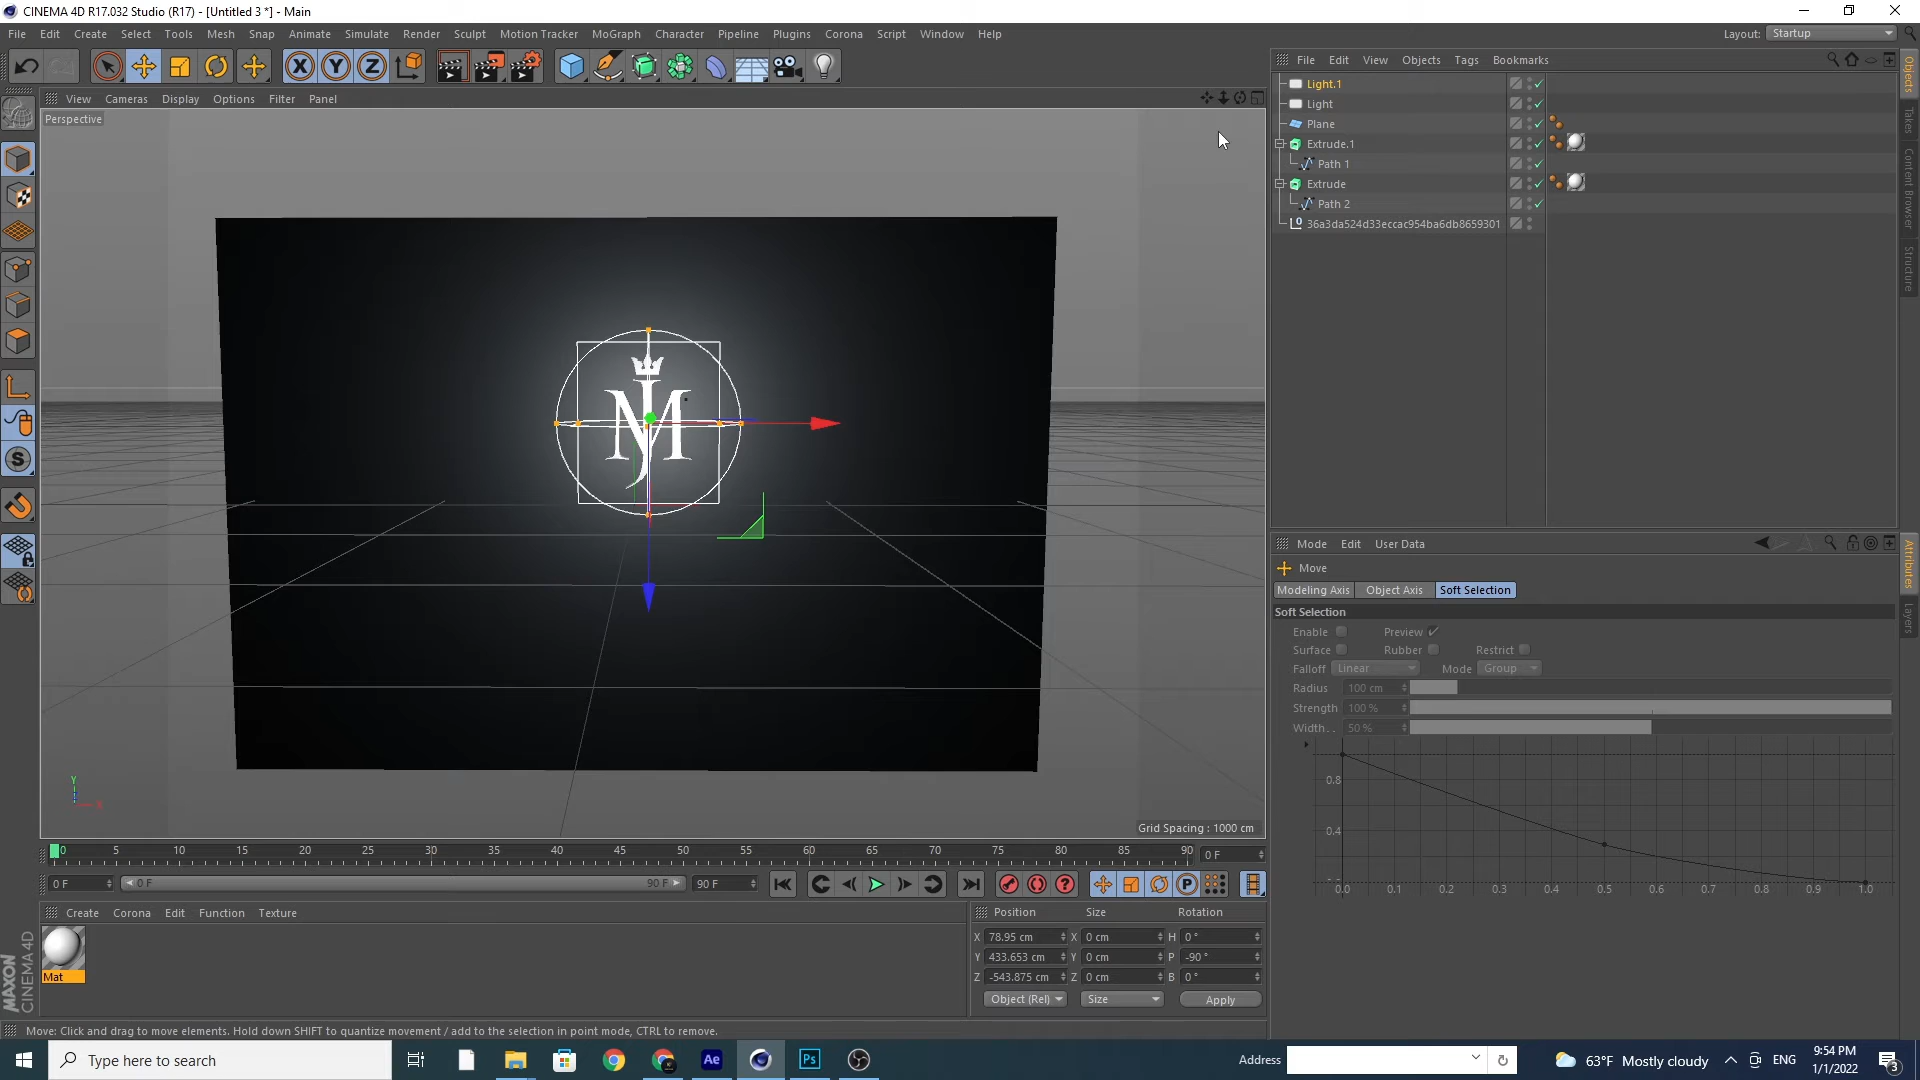 CINEMA 4D R17.032 Studio (R17) - [Untitled 3 *] - Main
File Edit Create Select Tools Mesh Snap Animate Simulate Render Sculpt Motion Tracker MoGraph Character Pipeline Plugins Corona Script Window Help
Layout: Startup
X Y Z
File Edit View Objects Tags Bookmarks
View Cameras Display Options Filter Panel
Perspective
Light.1
Light
Plane
Extrude.1
Path 1
Extrude
Path 2
36a3da524d33eccac954ba6db8659301
Objects
Takes
Content Browser
Structure
MJ
S
Y
X
Grid Spacing : 1000 cm
Mode Edit User Data
Move
Modeling Axis Object Axis Soft Selection
Soft Selection
Enable Preview
Surface Rubber Restrict
Falloff Linear Mode Group
Radius 100 cm
Strength 100 %
Width . . 50 %
0.8
0.4
0.0 0.1 0.2 0.3 0.4 0.5 0.6 0.7 0.8 0.9 1.0
Attributes
Layers
0 5 10 15 20 25 30 35 40 45 50 55 60 65 70 75 80 85 90 0 F
0 F 0 F 90 F 90 F
Create Corona Edit Function Texture
Mat
MAXON
CINEMA 4D
Position Size Rotation
X 78.95 cm X 0 cm H 0 °
Y 433.653 cm Y 0 cm P -90 °
Z -543.875 cm Z 0 cm B 0 °
Object (Rel) Size Apply
Move: Click and drag to move elements. Hold down SHIFT to quantize movement / add to the selection in point mode, CTRL to remove.
Type here to search
Ae
Ps
Address
63°F Mostly cloudy
ENG
9:54 PM
1/1/2022
3